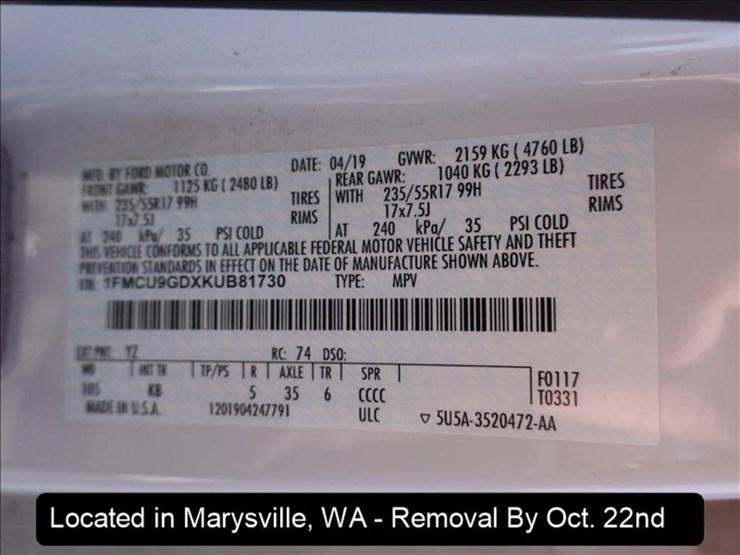 MFD. BY FORD MOTOR CO. DATE: 04/19 GVWR: 2159 KG ( 4760 LB)
FRONT GAWR: 1125 KG ( 2480 LB) REAR GAWR: 1040 KG ( 2293 LB)
WITH 235/55R17 99H TIRES WITH 235/55R17 99H TIRES
17x7.5J RIMS 17x7.5J RIMS
AT 240 kPa/ 35 PSI COLD AT 240 kPa/ 35 PSI COLD
THIS VEHICLE CONFORMS TO ALL APPLICABLE FEDERAL MOTOR VEHICLE SAFETY AND THEFT
PREVENTION STANDARDS IN EFFECT ON THE DATE OF MANUFACTURE SHOWN ABOVE.
VIN: 1FMCU9GDXKUB81730 TYPE: MPV
EXT PNT: YZ RC: 74 DSO:
WB INT TR TP/PS R AXLE TR SPR F0117
105 KB 5 35 6 CCCC T0331
MADE IN U.S.A. 1201904247791 ULC ▽ 5U5A-3520472-AA
Located in Marysville, WA - Removal By Oct. 22nd